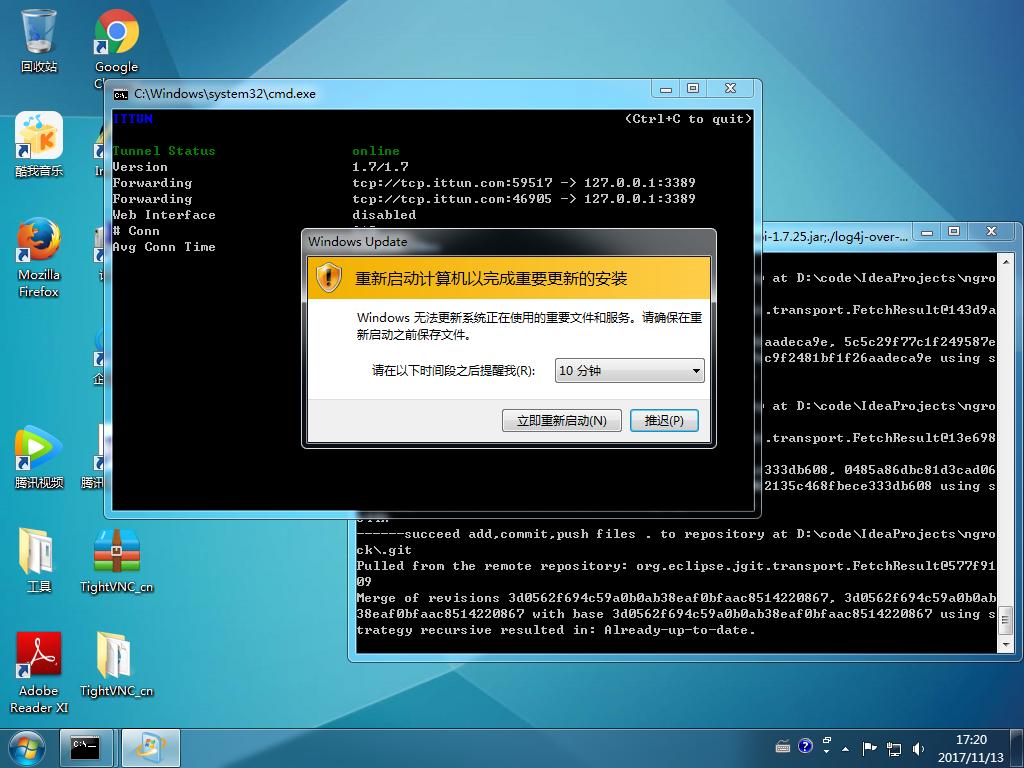 回收站
Google
酷我音乐
Mozilla
Firefox
腾讯视频
腾讯
工具
TightVNC_cn
Adobe
Reader XI
TightVNC_cn
C:\Windows\system32\cmd.exe
ITTUN (Ctrl+C to quit)
Tunnel Status online
Version 1.7/1.7
Forwarding tcp://tcp.ittun.com:59517 -> 127.0.0.1:3389
Forwarding tcp://tcp.ittun.com:46905 -> 127.0.0.1:3389
Web Interface disabled
# Conn
Avg Conn Time
Windows Update
重新启动计算机以完成重要更新的安装
Windows 无法更新系统正在使用的重要文件和服务。请确保在重
新启动之前保存文件。
请在以下时间段之后提醒我(R): 10 分钟
立即重新启动(N) 推迟(P)
i-1.7.25.jar;./log4j-over-...
at D:\code\IdeaProjects\ngro
.transport.FetchResult@143d9a
aadeca9e, 5c5c29f77c1f249587e
c9f2481bf1f26aadeca9e using s
at D:\code\IdeaProjects\ngro
.transport.FetchResult@13e698
333db608, 0485a86dbc81d3cad06
2135c468fbece333db608 using s
------succeed add,commit,push files . to repository at D:\code\IdeaProjects\ngro
ck\.git
Pulled from the remote repository: org.eclipse.jgit.transport.FetchResult@577f91
09
Merge of revisions 3d0562f694c59a0b0ab38eaf0bfaac8514220867, 3d0562f694c59a0b0ab
38eaf0bfaac8514220867 with base 3d0562f694c59a0b0ab38eaf0bfaac8514220867 using s
trategy recursive resulted in: Already-up-to-date.
17:20
2017/11/13